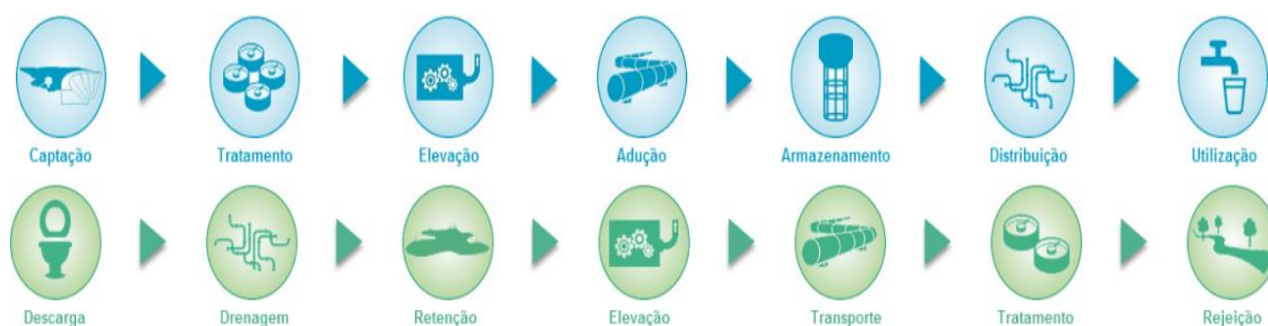 Captação Tratamento Elevação Adução Armazenamento Distribuição Utilização
Descarga Drenagem Retenção Elevação Transporte Tratamento Rejeição